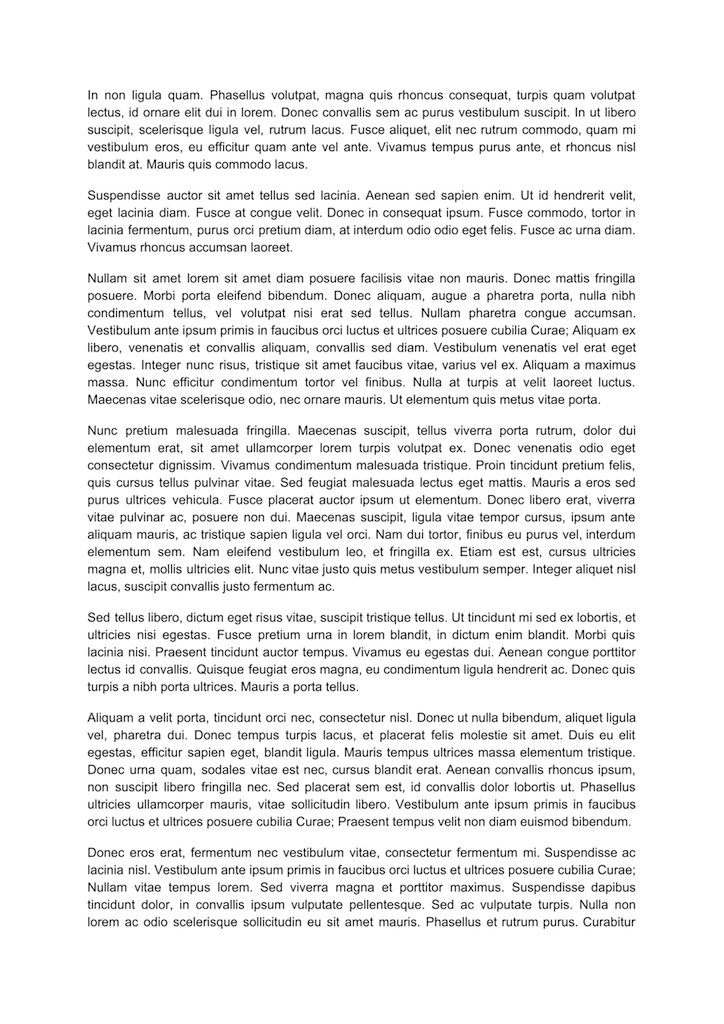 In non ligula quam. Phasellus volutpat, magna quis rhoncus consequat, turpis quam volutpat
lectus, id ornare elit dui in lorem. Donec convallis sem ac purus vestibulum suscipit. In ut libero
suscipit, scelerisque ligula vel, rutrum lacus. Fusce aliquet, elit nec rutrum commodo, quam mi
vestibulum eros, eu efficitur quam ante vel ante. Vivamus tempus purus ante, et rhoncus nisl
blandit at. Mauris quis commodo lacus.
Suspendisse auctor sit amet tellus sed lacinia. Aenean sed sapien enim. Ut id hendrerit velit,
eget lacinia diam. Fusce at congue velit. Donec in consequat ipsum. Fusce commodo, tortor in
lacinia fermentum, purus orci pretium diam, at interdum odio odio eget felis. Fusce ac urna diam.
Vivamus rhoncus accumsan laoreet.
Nullam sit amet lorem sit amet diam posuere facilisis vitae non mauris. Donec mattis fringilla
posuere. Morbi porta eleifend bibendum. Donec aliquam, augue a pharetra porta, nulla nibh
condimentum tellus, vel volutpat nisi erat sed tellus. Nullam pharetra congue accumsan.
Vestibulum ante ipsum primis in faucibus orci luctus et ultrices posuere cubilia Curae; Aliquam ex
libero, venenatis et convallis aliquam, convallis sed diam. Vestibulum venenatis vel erat eget
egestas. Integer nunc risus, tristique sit amet faucibus vitae, varius vel ex. Aliquam a maximus
massa. Nunc efficitur condimentum tortor vel finibus. Nulla at turpis at velit laoreet luctus.
Maecenas vitae scelerisque odio, nec ornare mauris. Ut elementum quis metus vitae porta.
Nunc pretium malesuada fringilla. Maecenas suscipit, tellus viverra porta rutrum, dolor dui
elementum erat, sit amet ullamcorper lorem turpis volutpat ex. Donec venenatis odio eget
consectetur dignissim. Vivamus condimentum malesuada tristique. Proin tincidunt pretium felis,
quis cursus tellus pulvinar vitae. Sed feugiat malesuada lectus eget mattis. Mauris a eros sed
purus ultrices vehicula. Fusce placerat auctor ipsum ut elementum. Donec libero erat, viverra
vitae pulvinar ac, posuere non dui. Maecenas suscipit, ligula vitae tempor cursus, ipsum ante
aliquam mauris, ac tristique sapien ligula vel orci. Nam dui tortor, finibus eu purus vel, interdum
elementum sem. Nam eleifend vestibulum leo, et fringilla ex. Etiam est est, cursus ultricies
magna et, mollis ultricies elit. Nunc vitae justo quis metus vestibulum semper. Integer aliquet nisl
lacus, suscipit convallis justo fermentum ac.
Sed tellus libero, dictum eget risus vitae, suscipit tristique tellus. Ut tincidunt mi sed ex lobortis, et
ultricies nisi egestas. Fusce pretium urna in lorem blandit, in dictum enim blandit. Morbi quis
lacinia nisi. Praesent tincidunt auctor tempus. Vivamus eu egestas dui. Aenean congue porttitor
lectus id convallis. Quisque feugiat eros magna, eu condimentum ligula hendrerit ac. Donec quis
turpis a nibh porta ultrices. Mauris a porta tellus.
Aliquam a velit porta, tincidunt orci nec, consectetur nisl. Donec ut nulla bibendum, aliquet ligula
vel, pharetra dui. Donec tempus turpis lacus, et placerat felis molestie sit amet. Duis eu elit
egestas, efficitur sapien eget, blandit ligula. Mauris tempus ultrices massa elementum tristique.
Donec urna quam, sodales vitae est nec, cursus blandit erat. Aenean convallis rhoncus ipsum,
non suscipit libero fringilla nec. Sed placerat sem est, id convallis dolor lobortis ut. Phasellus
ultricies ullamcorper mauris, vitae sollicitudin libero. Vestibulum ante ipsum primis in faucibus
orci luctus et ultrices posuere cubilia Curae; Praesent tempus velit non diam euismod bibendum.
Donec eros erat, fermentum nec vestibulum vitae, consectetur fermentum mi. Suspendisse ac
lacinia nisl. Vestibulum ante ipsum primis in faucibus orci luctus et ultrices posuere cubilia Curae;
Nullam vitae tempus lorem. Sed viverra magna et porttitor maximus. Suspendisse dapibus
tincidunt dolor, in convallis ipsum vulputate pellentesque. Sed ac vulputate turpis. Nulla non
lorem ac odio scelerisque sollicitudin eu sit amet mauris. Phasellus et rutrum purus. Curabitur